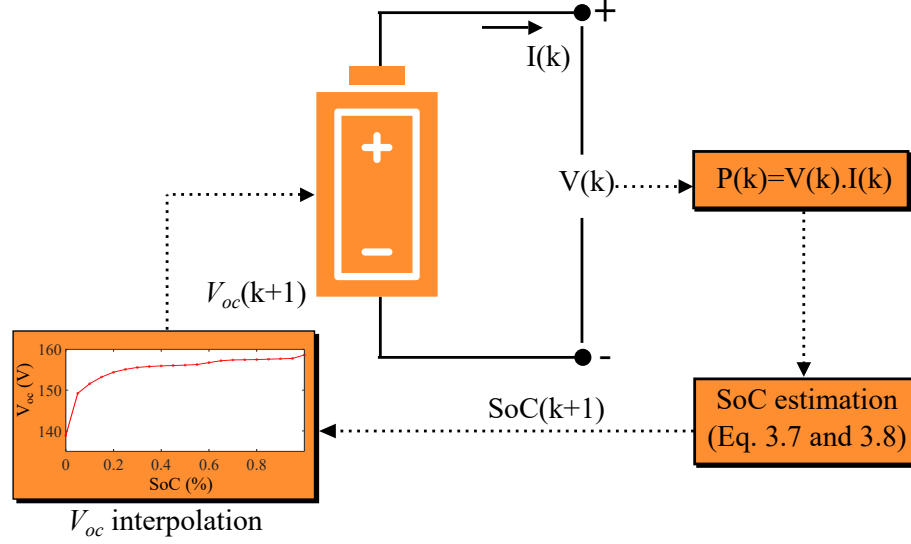 +
I(k)
V(k)
P(k)=V(k).I(k)
V_oc(k+1)
-
SoC(k+1)
SoC estimation
(Eq. 3.7 and 3.8)
160
150
140
V_oc (V)
0 0.2 0.4 0.6 0.8
SoC (%)
V_oc interpolation